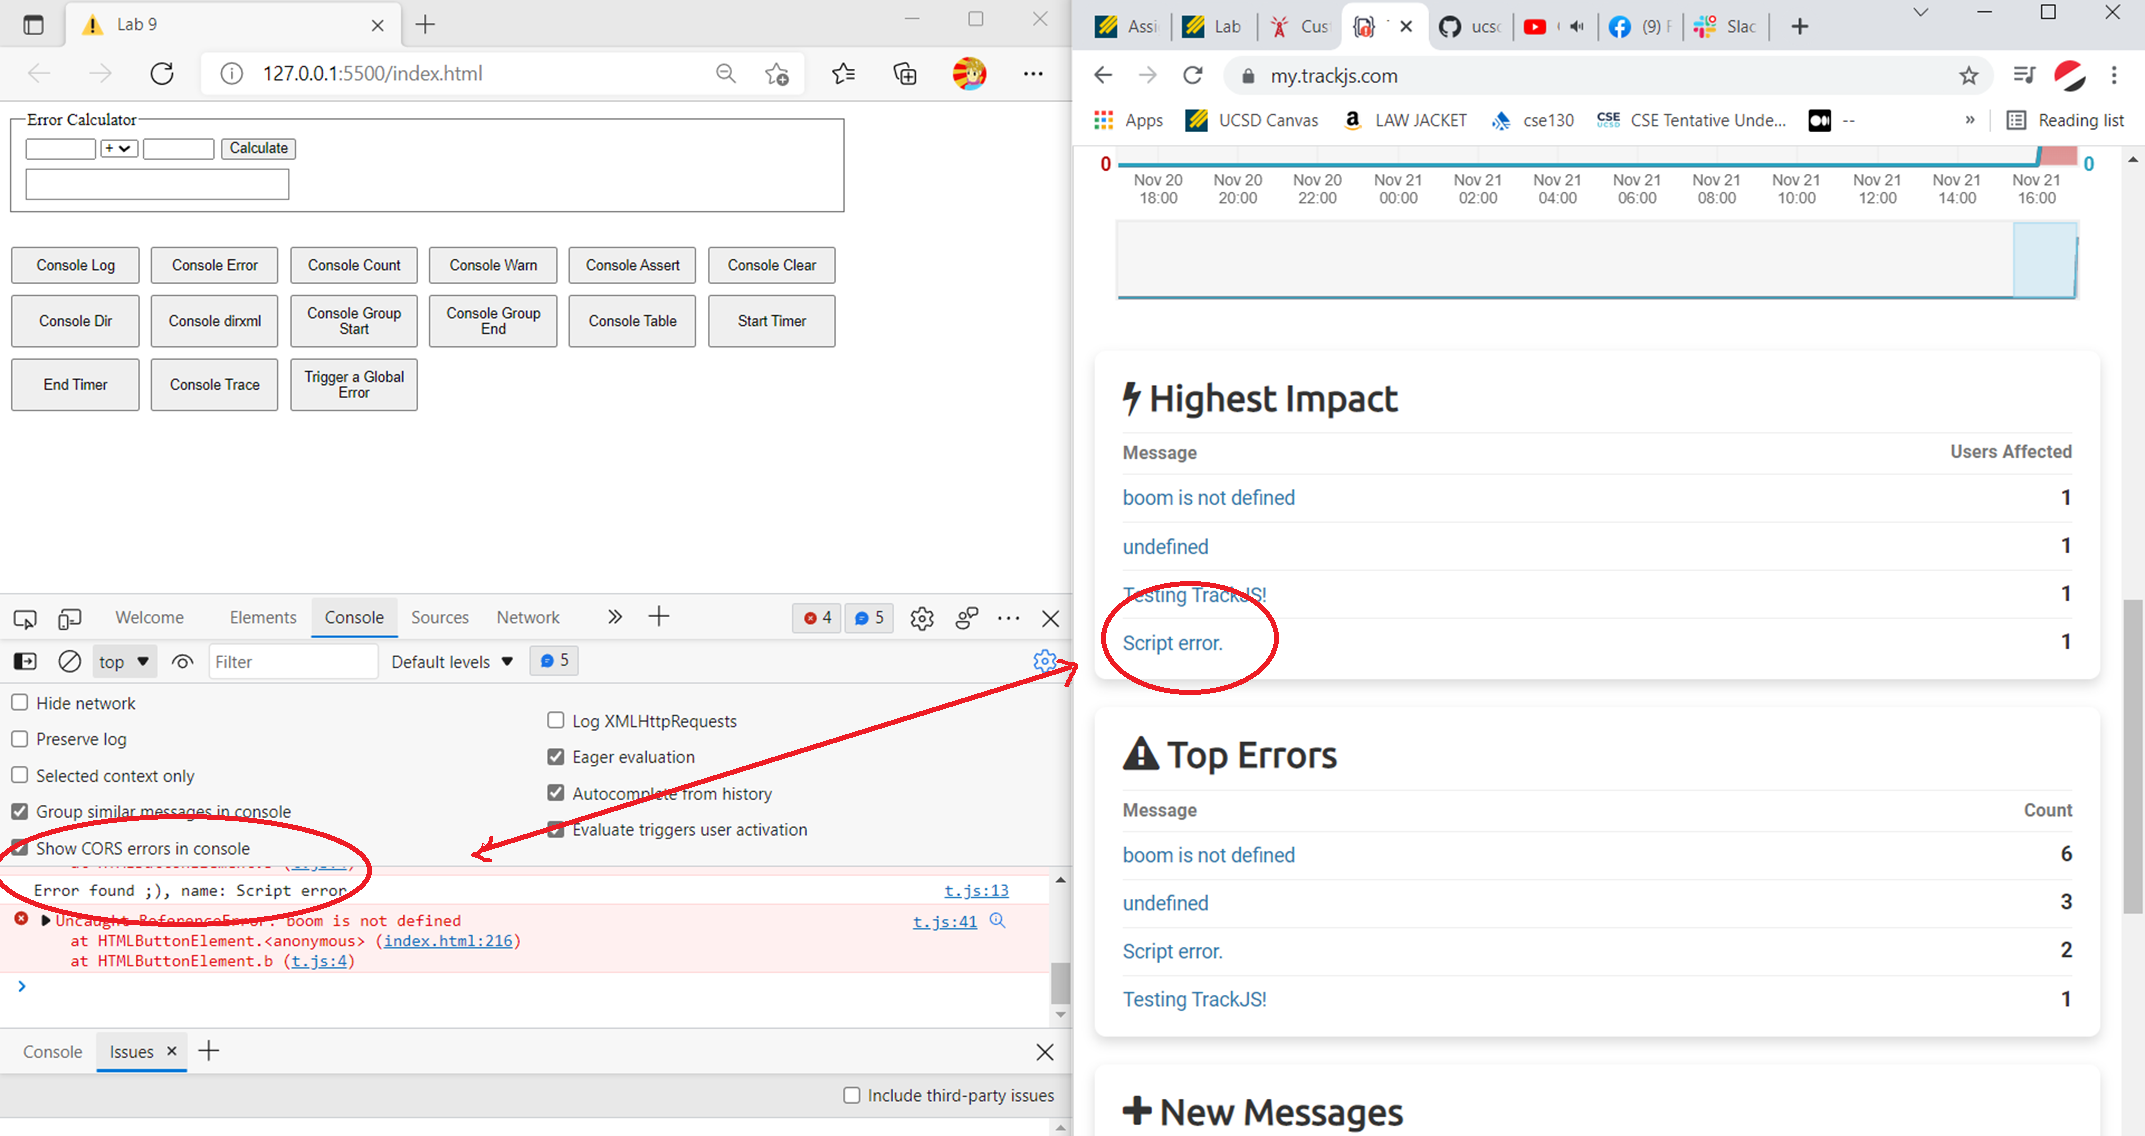 Lab 9
127.0.0.1:5500/index.html
Error Calculator
+
Calculate
Console Log
Console Error
Console Count
Console Warn
Console Assert
Console Clear
Console Dir
Console dirxml
Console Group
Start
Console Group
End
Console Table
Start Timer
End Timer
Console Trace
Trigger a Global
Error
Welcome
Elements
Console
Sources
Network
4
5
top
Filter
Default levels
5
Hide network
Preserve log
Selected context only
Group similar messages in console
Show CORS errors in console
Log XMLHttpRequests
Eager evaluation
Autocomplete from history
Evaluate triggers user activation
Error found ;), name: Script error
t.js:13
Uncaught ReferenceError: boom is not defined
t.js:41
at HTMLButtonElement.<anonymous> (index.html:216)
at HTMLButtonElement.b (t.js:4)
Console
Issues
Include third-party issues
Assi
Lab
Cust
ucsc
(9) F
Slac
my.trackjs.com
Apps
UCSD Canvas
LAW JACKET
cse130
CSE Tentative Unde...
--
»
Reading list
0
0
Nov 20
18:00
Nov 20
20:00
Nov 20
22:00
Nov 21
00:00
Nov 21
02:00
Nov 21
04:00
Nov 21
06:00
Nov 21
08:00
Nov 21
10:00
Nov 21
12:00
Nov 21
14:00
Nov 21
16:00
Highest Impact
Message
Users Affected
boom is not defined
1
undefined
1
Testing TrackJS!
1
Script error.
1
Top Errors
Message
Count
boom is not defined
6
undefined
3
Script error.
2
Testing TrackJS!
1
New Messages